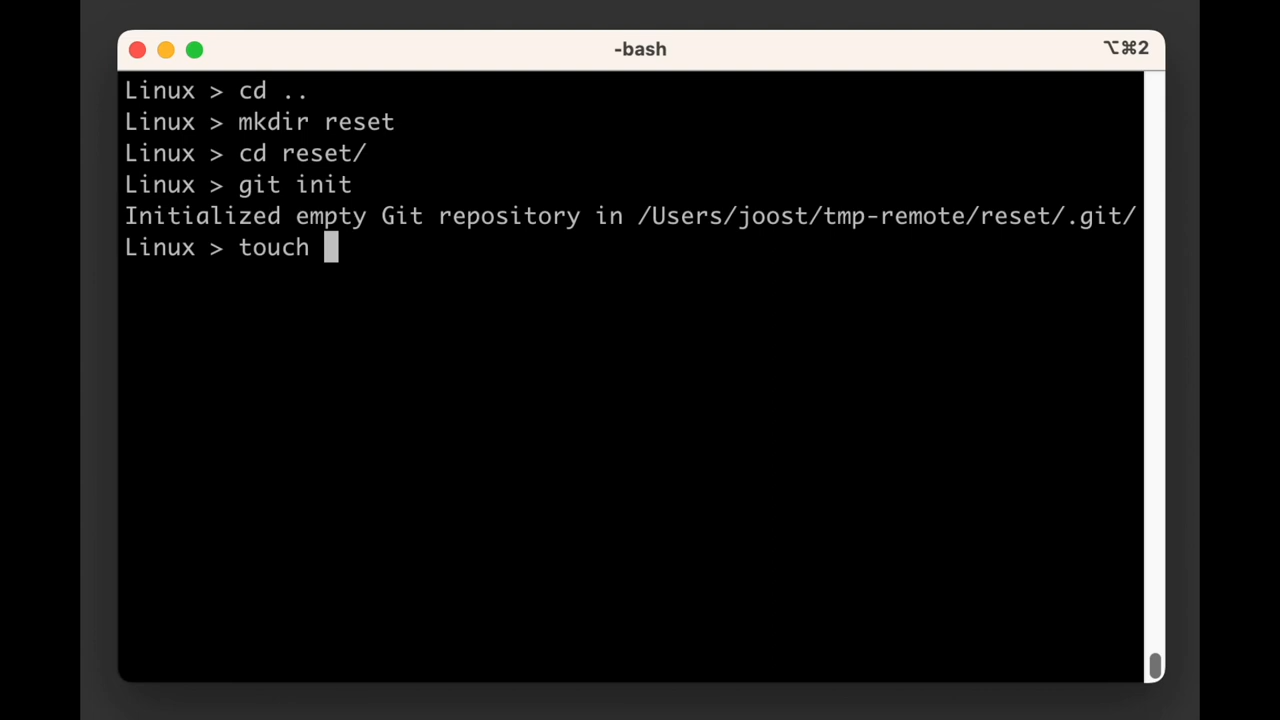 -bash
⌥⌘2
Linux > cd ..
Linux > mkdir reset
Linux > cd reset/
Linux > git init
Initialized empty Git repository in /Users/joost/tmp-remote/reset/.git/
Linux > touch